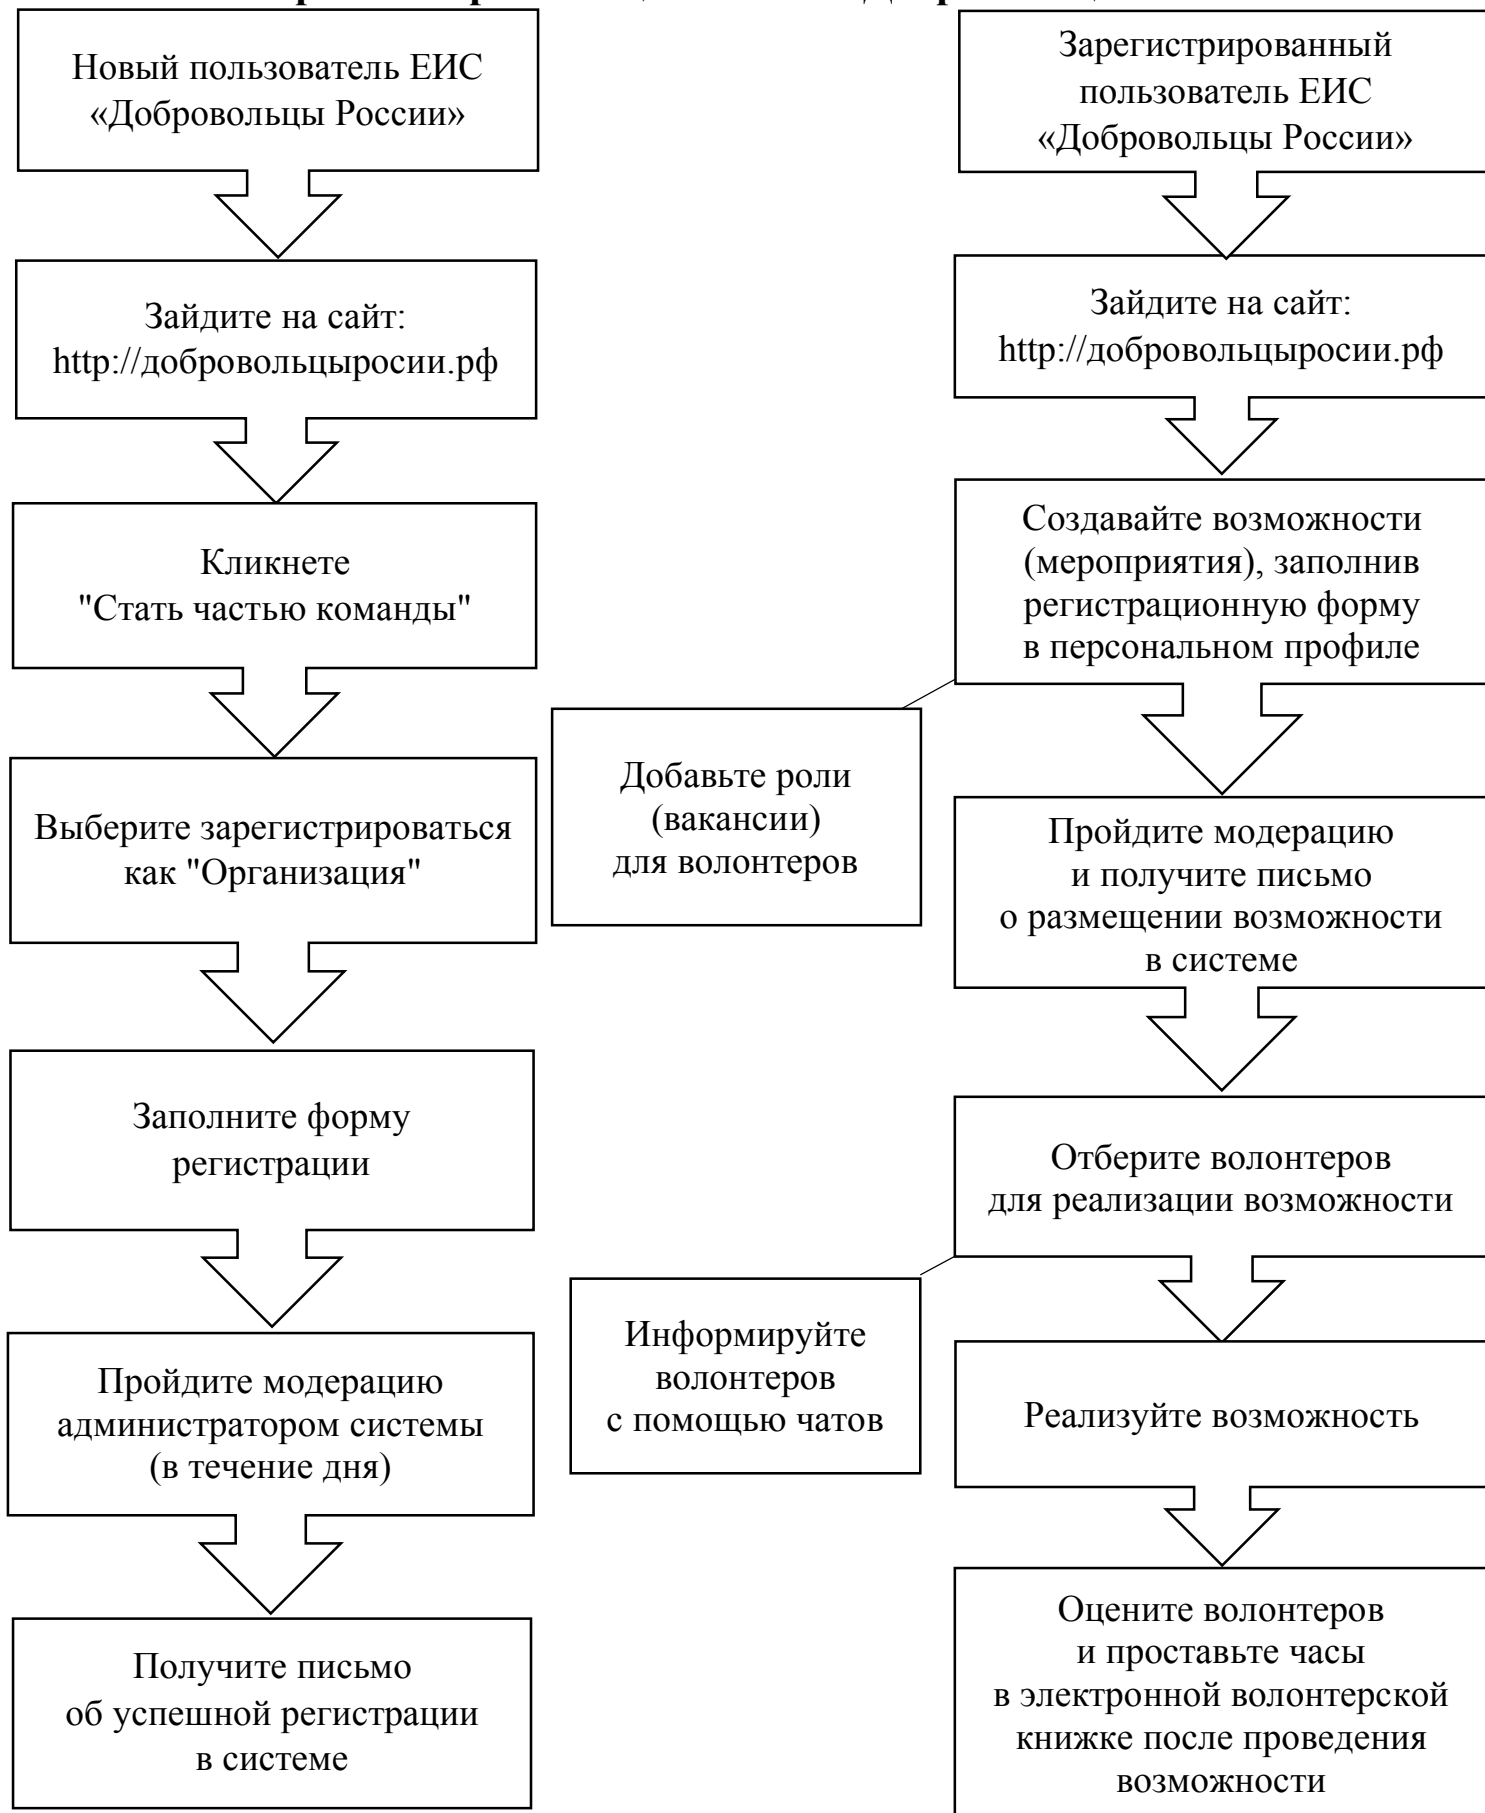 Новый пользователь ЕИС
«Добровольцы России»
Зайдите на сайт:
http://добровольцыросии.рф
Кликнете
"Стать частью команды"
Выберите зарегистрироваться
как "Организация"
Заполните форму
регистрации
Пройдите модерацию
администратором системы
(в течение дня)
Получите письмо
об успешной регистрации
в системе
Зарегистрированный
пользователь ЕИС
«Добровольцы России»
Зайдите на сайт:
http://добровольцыросии.рф
Создавайте возможности
(мероприятия), заполнив
регистрационную форму
в персональном профиле
Добавьте роли
(вакансии)
для волонтеров
Пройдите модерацию
и получите письмо
о размещении возможности
в системе
Отберите волонтеров
для реализации возможности
Информируйте
волонтеров
с помощью чатов
Реализуйте возможность
Оцените волонтеров
и проставьте часы
в электронной волонтерской
книжке после проведения
возможности